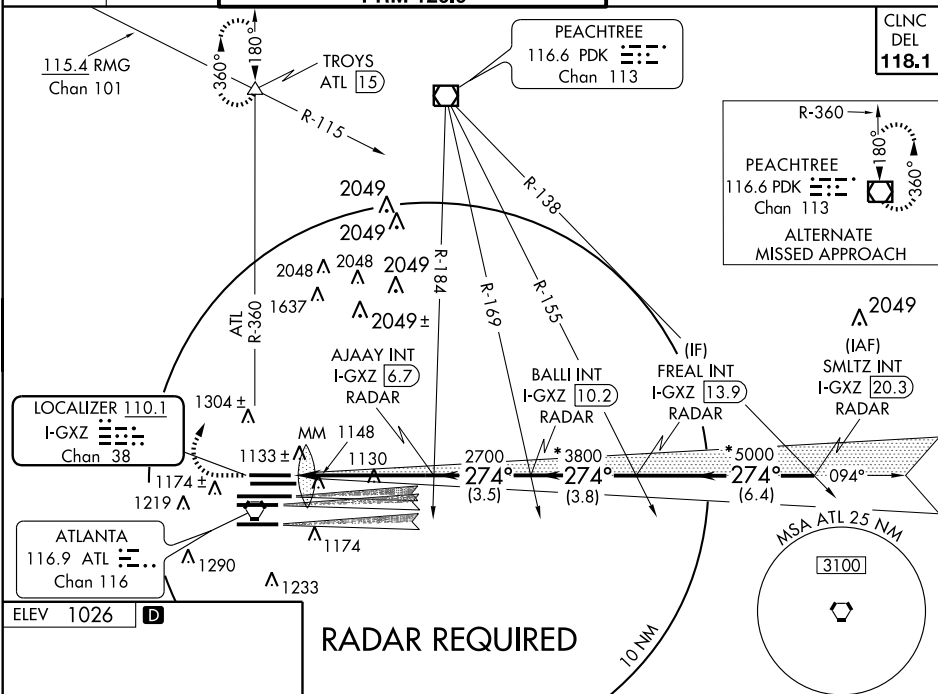 CLNC
DEL
118.1
115.4 RMG
Chan 101
360°
180°
TROYS
ATL 15
R-115
PEACHTREE
116.6 PDK
Chan 113
R-360
180°
360°
PEACHTREE
116.6 PDK
Chan 113
ALTERNATE
MISSED APPROACH
R-138
R-184
R-169
R-155
2049
2049
2048
2048
2049
1637
2049±
2049
ATL
R-360
AJAAY INT
I-GXZ 6.7
RADAR
BALLI INT
I-GXZ 10.2
RADAR
(IF)
FREAL INT
I-GXZ 13.9
RADAR
(IAF)
SMLTZ INT
I-GXZ 20.3
RADAR
LOCALIZER 110.1
I-GXZ
Chan 38
1304 ±
MM
1148
1133 ±
1130
1174 ±
1219
2700
274°
(3.5)
*3800
274°
(3.8)
*5000
274°
(6.4)
094°
ATLANTA
116.9 ATL
Chan 116
1174
1290
1233
MSA ATL 25 NM
3100
10 NM
ELEV 1026 D
RADAR REQUIRED